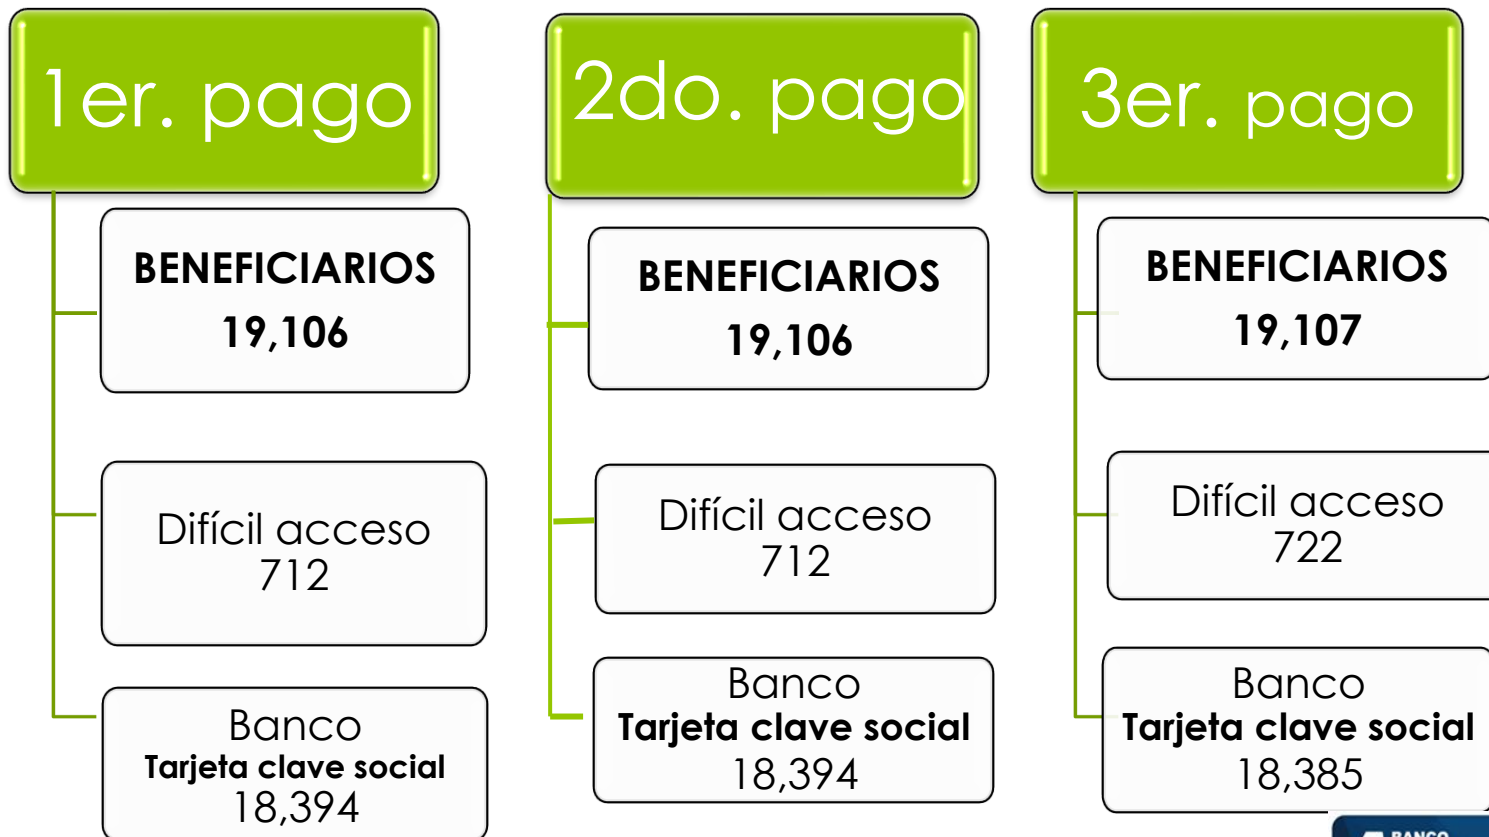 1er. pago
BENEFICIARIOS
19,106
Difícil acceso
712
Banco
Tarjeta clave social
18,394
2do. pago
BENEFICIARIOS
19,106
Difícil acceso
712
Banco
Tarjeta clave social
18,394
3er. pago
BENEFICIARIOS
19,107
Difícil acceso
722
Banco
Tarjeta clave social
18,385
BANCO